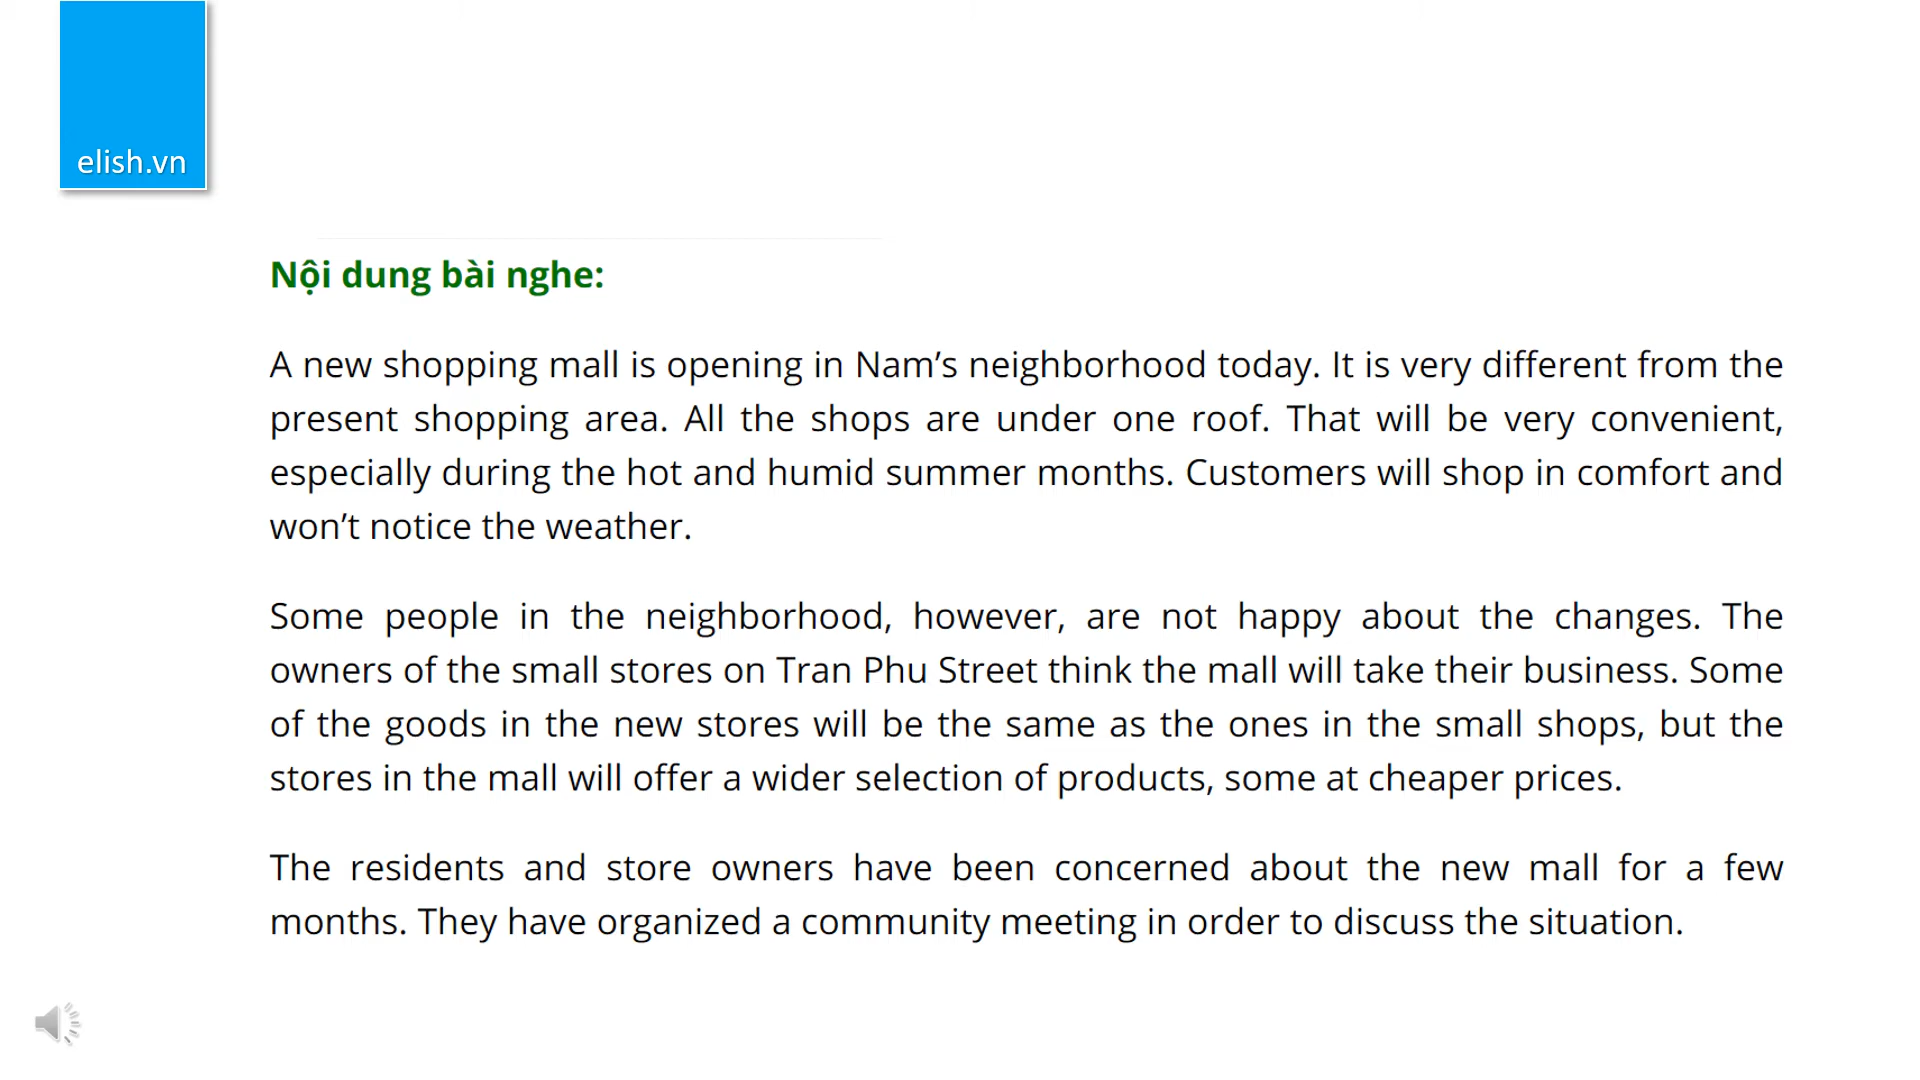 elish.vn
Nội dung bài nghe:
A new shopping mall is opening in Nam’s neighborhood today. It is very different from the
present shopping area. All the shops are under one roof. That will be very convenient,
especially during the hot and humid summer months. Customers will shop in comfort and
won’t notice the weather.
Some people in the neighborhood, however, are not happy about the changes. The
owners of the small stores on Tran Phu Street think the mall will take their business. Some
of the goods in the new stores will be the same as the ones in the small shops, but the
stores in the mall will offer a wider selection of products, some at cheaper prices.
The residents and store owners have been concerned about the new mall for a few
months. They have organized a community meeting in order to discuss the situation.